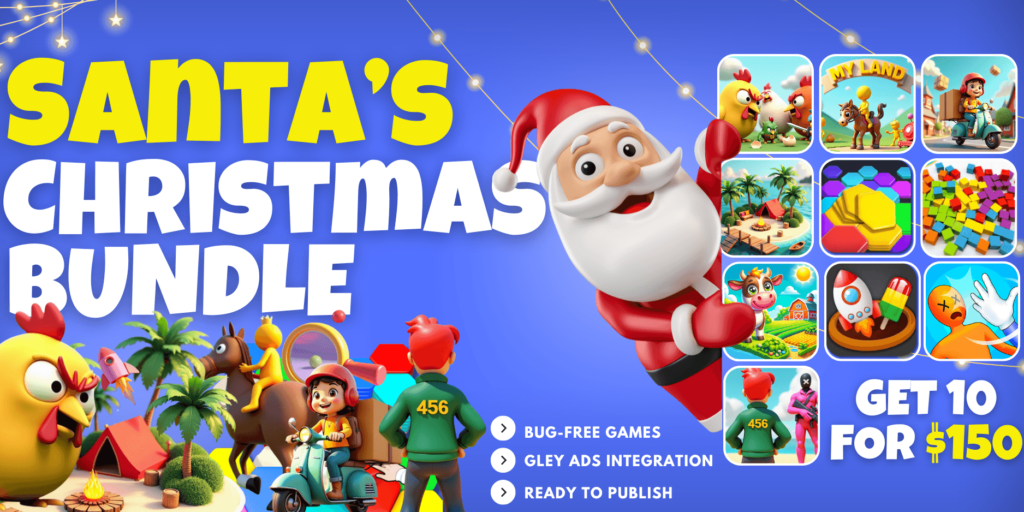 SANTA'S
CHRISTMAS
BUNDLE
MY LAND
456
456
BUG-FREE GAMES
GLEY ADS INTEGRATION
READY TO PUBLISH
GET 10
FOR $150